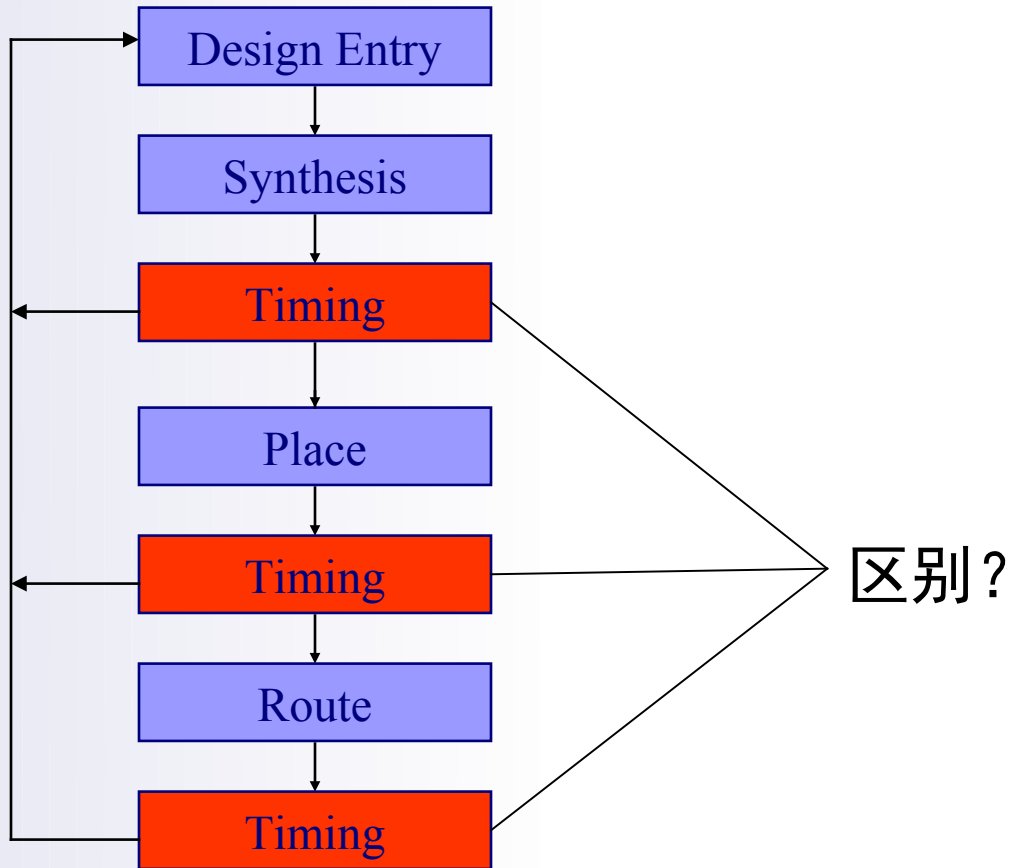 Design Entry
Synthesis
Timing
Place
Timing
区别？
Route
Timing